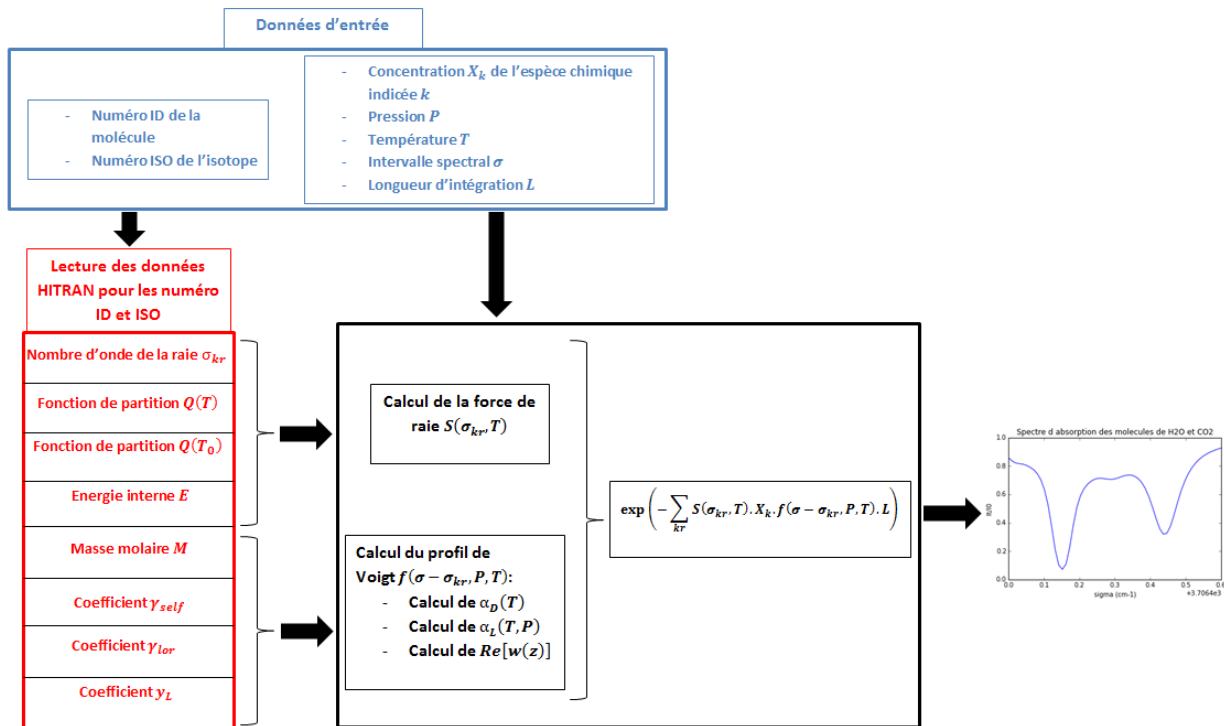 Données d'entrée
- Numéro ID de la
molécule
- Numéro ISO de l'isotope
- Concentration X_k de l'espèce chimique
indicée k
- Pression P
- Température T
- Intervalle spectral σ
- Longueur d'intégration L
Lecture des données
HITRAN pour les numéro
ID et ISO
Nombre d'onde de la raie σ_kr
Fonction de partition Q(T)
Fonction de partition Q(T_0)
Energie interne E
Masse molaire M
Coefficient γ_self
Coefficient γ_lor
Coefficient y_L
Calcul de la force de
raie S(σ_kr, T)
Calcul du profil de
Voigt f(σ − σ_kr, P, T):
- Calcul de α_D(T)
- Calcul de α_L(T, P)
- Calcul de Re[w(z)]
exp(−∑_kr S(σ_kr, T). X_k. f(σ − σ_kr, P, T). L)
Spectre d absorption des molecules de H2O et CO2
1.0
0.8
0.6
0.4
0.2
0.0
0.0 0.1 0.2 0.3 0.4 0.5 0.6
sigma (cm-1)
+3.7064e3